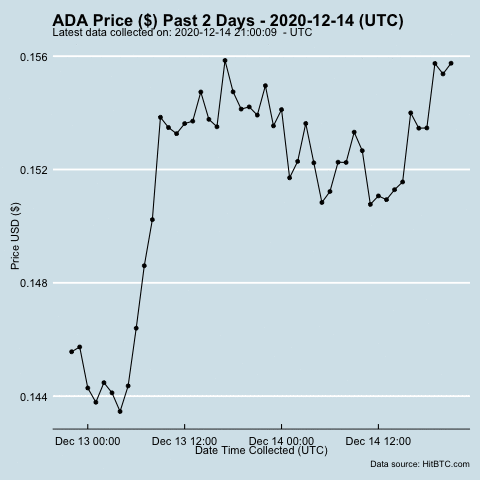 ADA Price ($) Past 2 Days - 2020-12-14 (UTC)
Latest data collected on: 2020-12-14 21:00:09 - UTC
0.156
0.152
0.148
0.144
Price USD ($)
Dec 13 00:00 Dec 13 12:00 Dec 14 00:00 Dec 14 12:00
Date Time Collected (UTC)
Data source: HitBTC.com